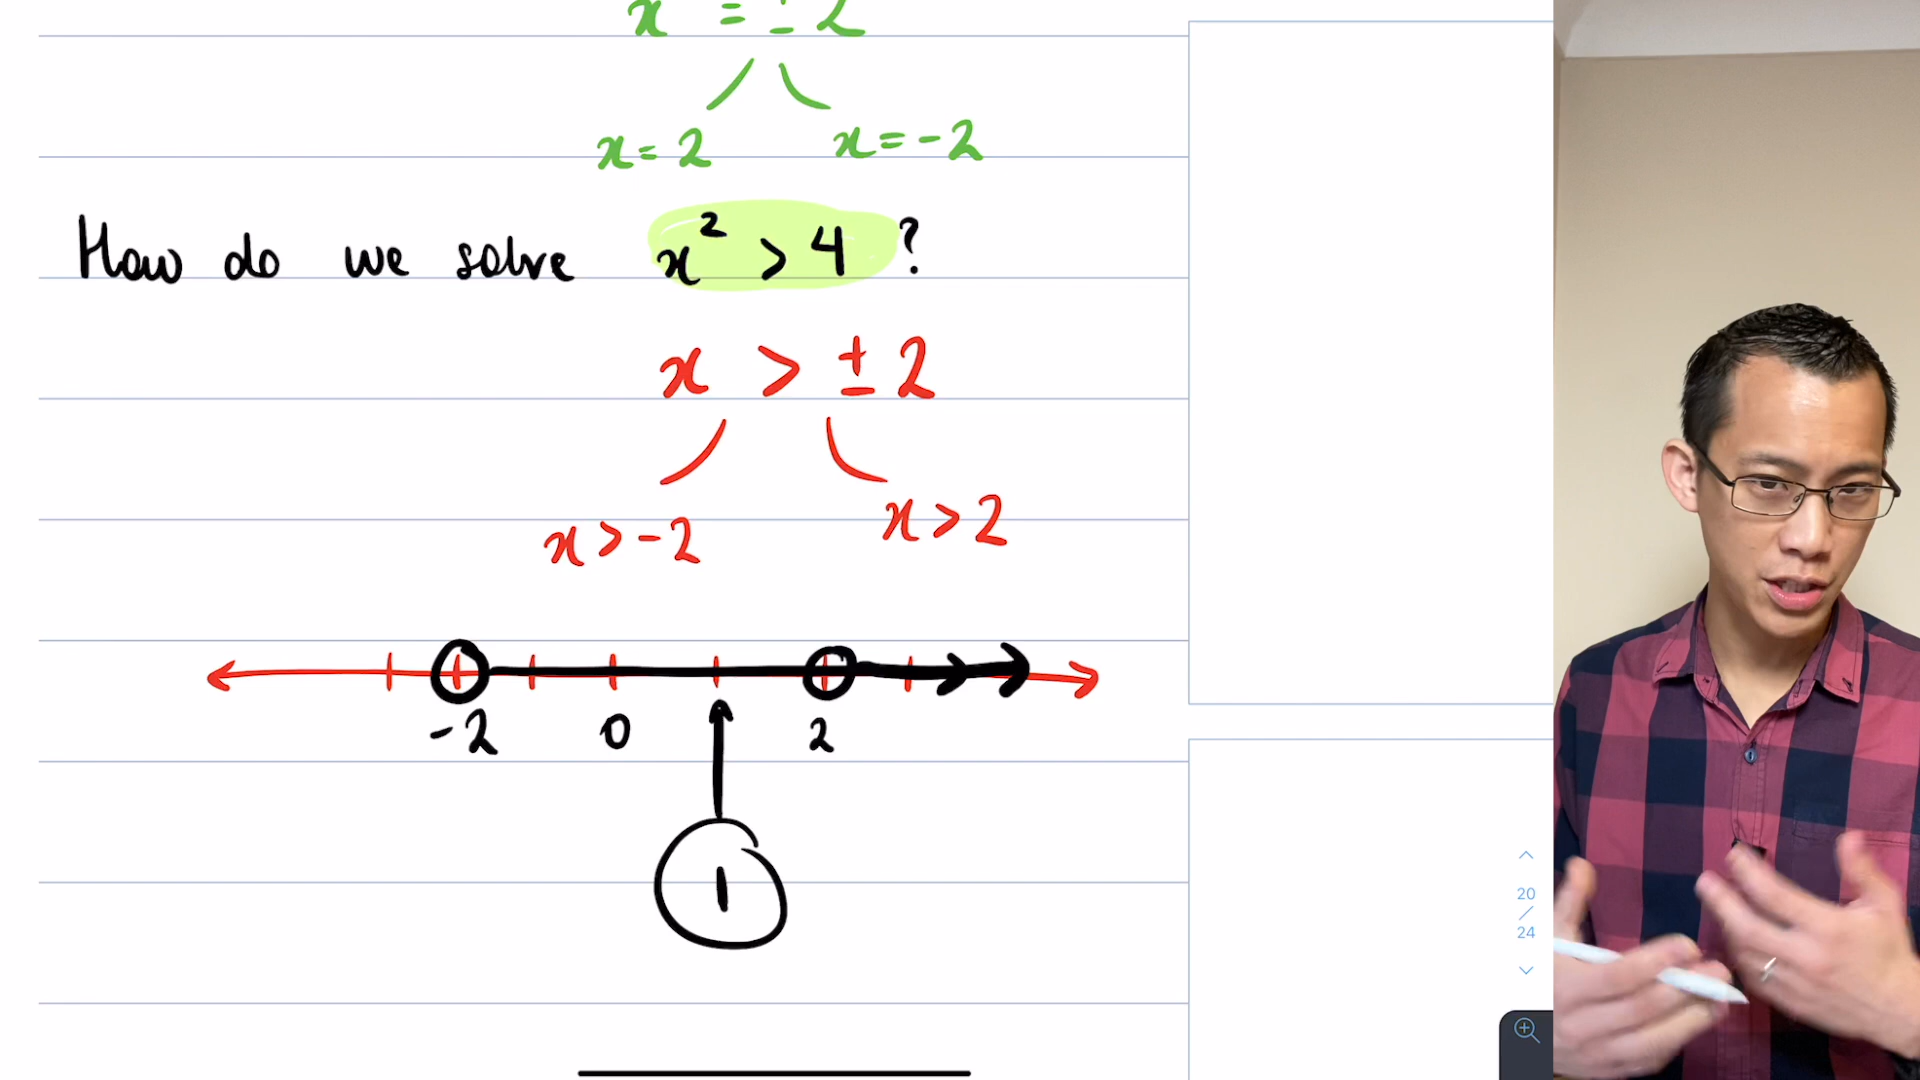 x = ± 2
x = 2 x = -2
How do we solve x² > 4 ?
x > ± 2
x > -2 x > 2
-2 0 2
1
20
/
24